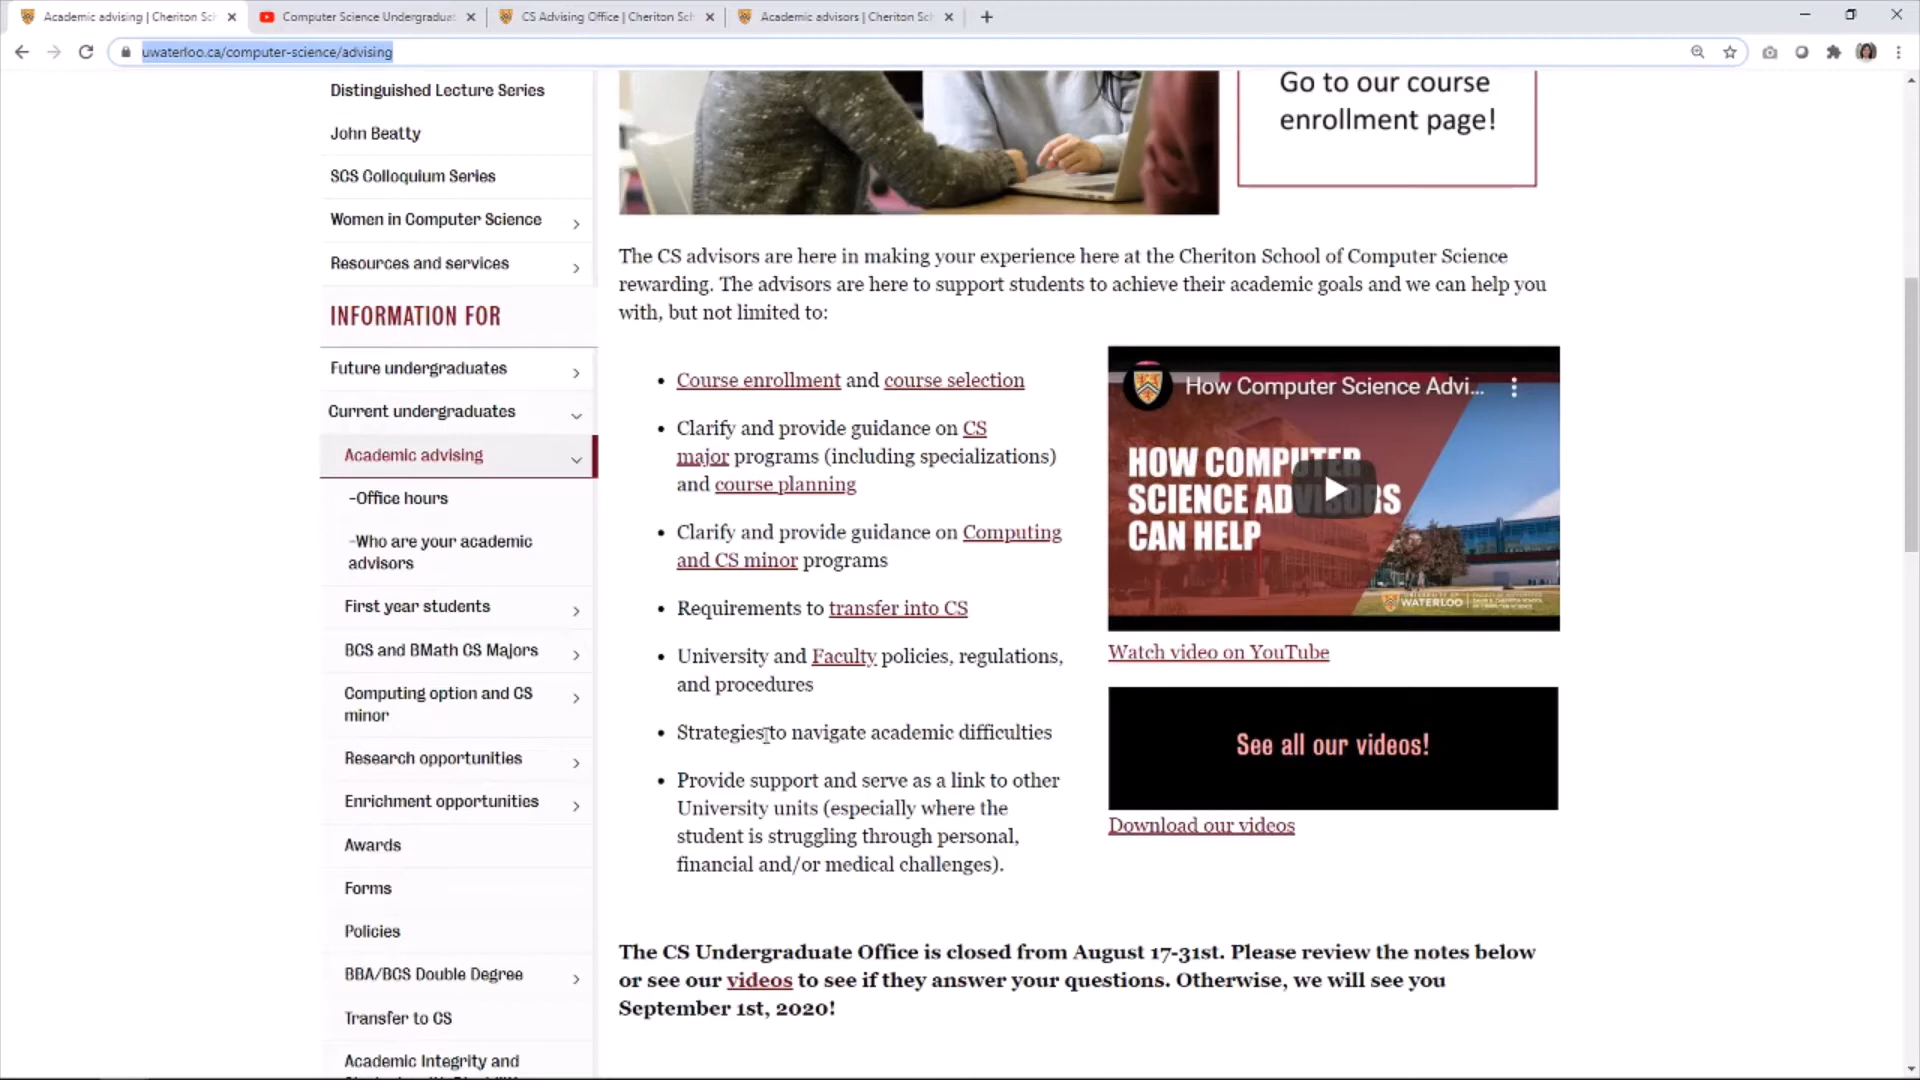 Academic advising | Cheriton Sch
Computer Science Undergraduat
CS Advising Office | Cheriton Sch
Academic advisors | Cheriton Sch
uwaterloo.ca/computer-science/advising
Distinguished Lecture Series
John Beatty
SCS Colloquium Series
Women in Computer Science
Resources and services
INFORMATION FOR
Future undergraduates
Current undergraduates
Academic advising
-Office hours
-Who are your academic
advisors
First year students
BCS and BMath CS Majors
Computing option and CS
minor
Research opportunities
Enrichment opportunities
Awards
Forms
Policies
BBA/BCS Double Degree
Transfer to CS
Academic Integrity and
Go to our course
enrollment page!
The CS advisors are here in making your experience here at the Cheriton School of Computer Science
rewarding. The advisors are here to support students to achieve their academic goals and we can help you
with, but not limited to:
• Course enrollment and course selection
• Clarify and provide guidance on CS
major programs (including specializations)
and course planning
• Clarify and provide guidance on Computing
and CS minor programs
• Requirements to transfer into CS
• University and Faculty policies, regulations,
and procedures
• Strategies to navigate academic difficulties
• Provide support and serve as a link to other
University units (especially where the
student is struggling through personal,
financial and/or medical challenges).
How Computer Science Advi...
HOW COMPUTER
SCIENCE ADVISORS
CAN HELP
UNIVERSITY OF
WATERLOO
Watch video on YouTube
See all our videos!
Download our videos
The CS Undergraduate Office is closed from August 17-31st. Please review the notes below
or see our videos to see if they answer your questions. Otherwise, we will see you
September 1st, 2020!